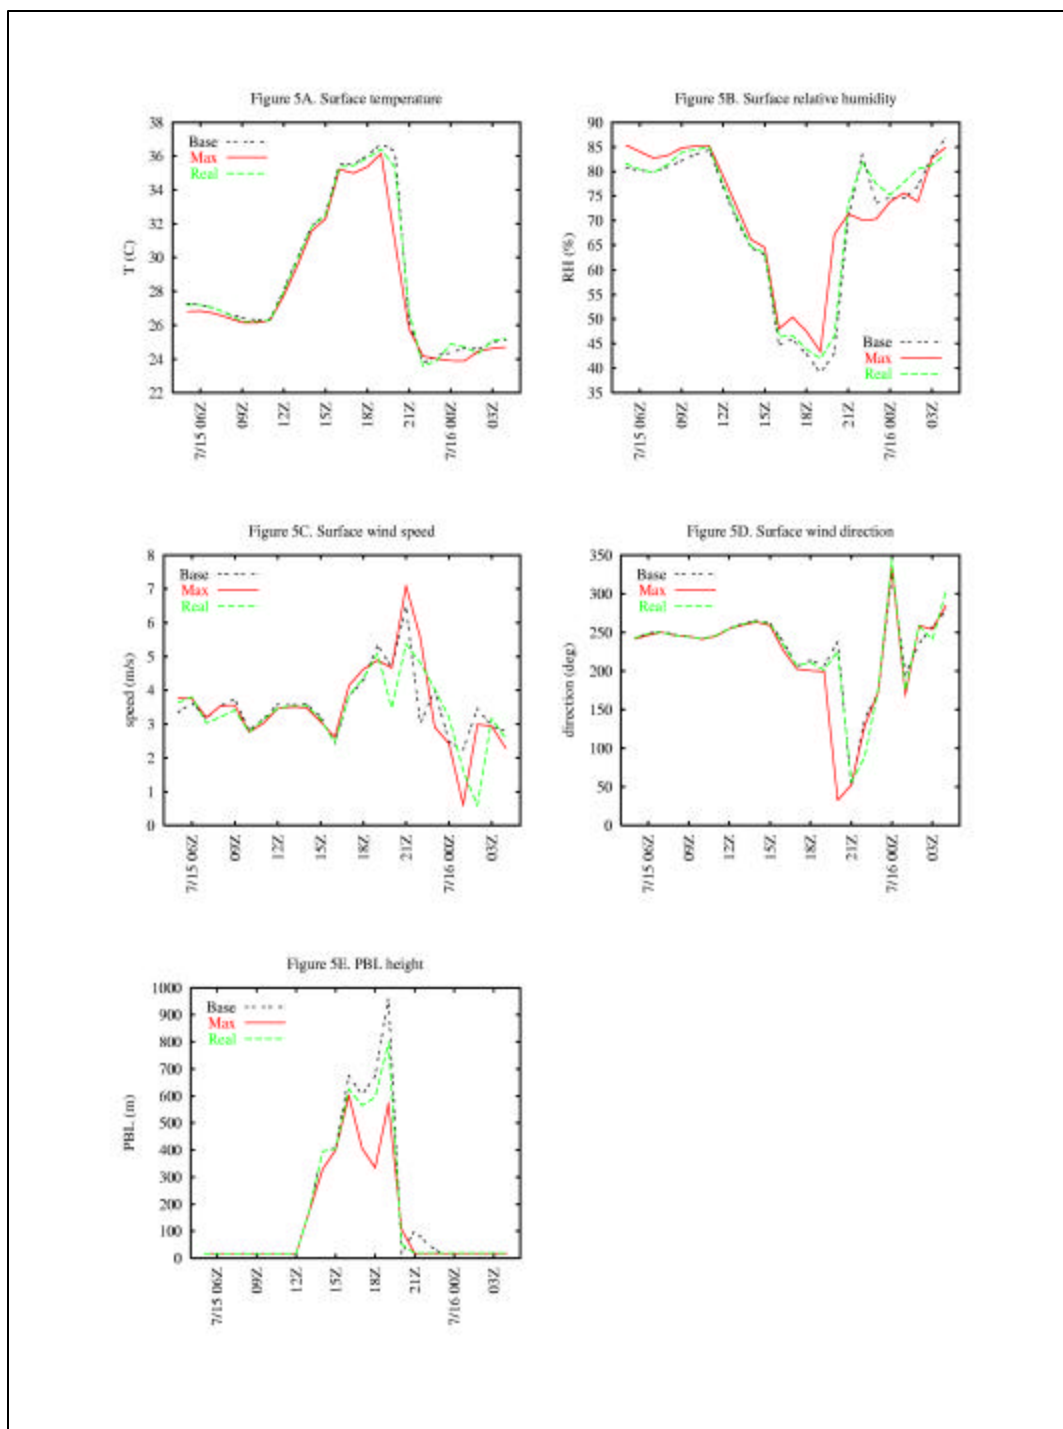 Figure 5A. Surface temperature
38
36
34
32
30
28
26
24
22
T (C)
Base
Max
Real
7/15 06Z
09Z
12Z
15Z
18Z
21Z
7/16 00Z
03Z
Figure 5B. Surface relative humidity
90
85
80
75
70
65
60
55
50
45
40
35
RH (%)
Base
Max
Real
7/15 06Z
09Z
12Z
15Z
18Z
21Z
7/16 00Z
03Z
Figure 5C. Surface wind speed
8
7
6
5
4
3
2
1
0
speed (m/s)
Base
Max
Real
7/15 06Z
09Z
12Z
15Z
18Z
21Z
7/16 00Z
03Z
Figure 5D. Surface wind direction
350
300
250
200
150
100
50
0
direction (deg)
Base
Max
Real
7/15 06Z
09Z
12Z
15Z
18Z
21Z
7/16 00Z
03Z
Figure 5E. PBL height
1000
900
800
700
600
500
400
300
200
100
0
PBL (m)
Base
Max
Real
7/15 06Z
09Z
12Z
15Z
18Z
21Z
7/16 00Z
03Z